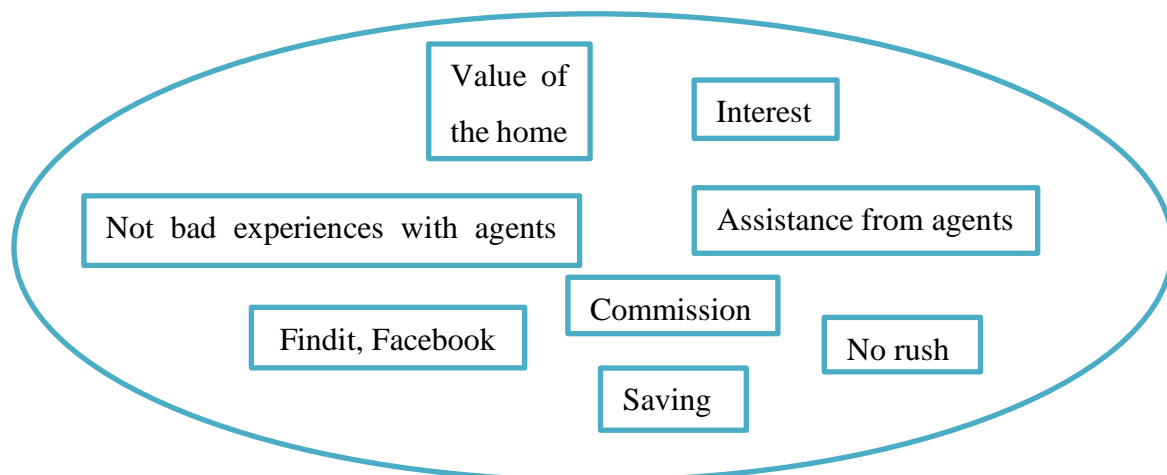 Value of
the home
Interest
Not bad experiences with agents
Assistance from agents
Commission
Findit, Facebook
No rush
Saving